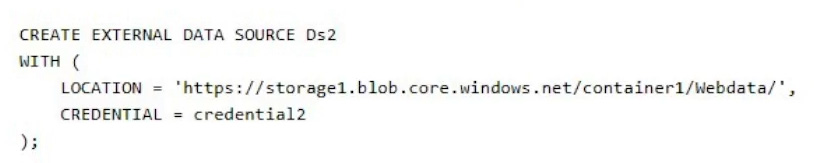 CREATE EXTERNAL DATA SOURCE Ds2
WITH (
    LOCATION = 'https://storage1.blob.core.windows.net/container1/Webdata/',
    CREDENTIAL = credential2
);